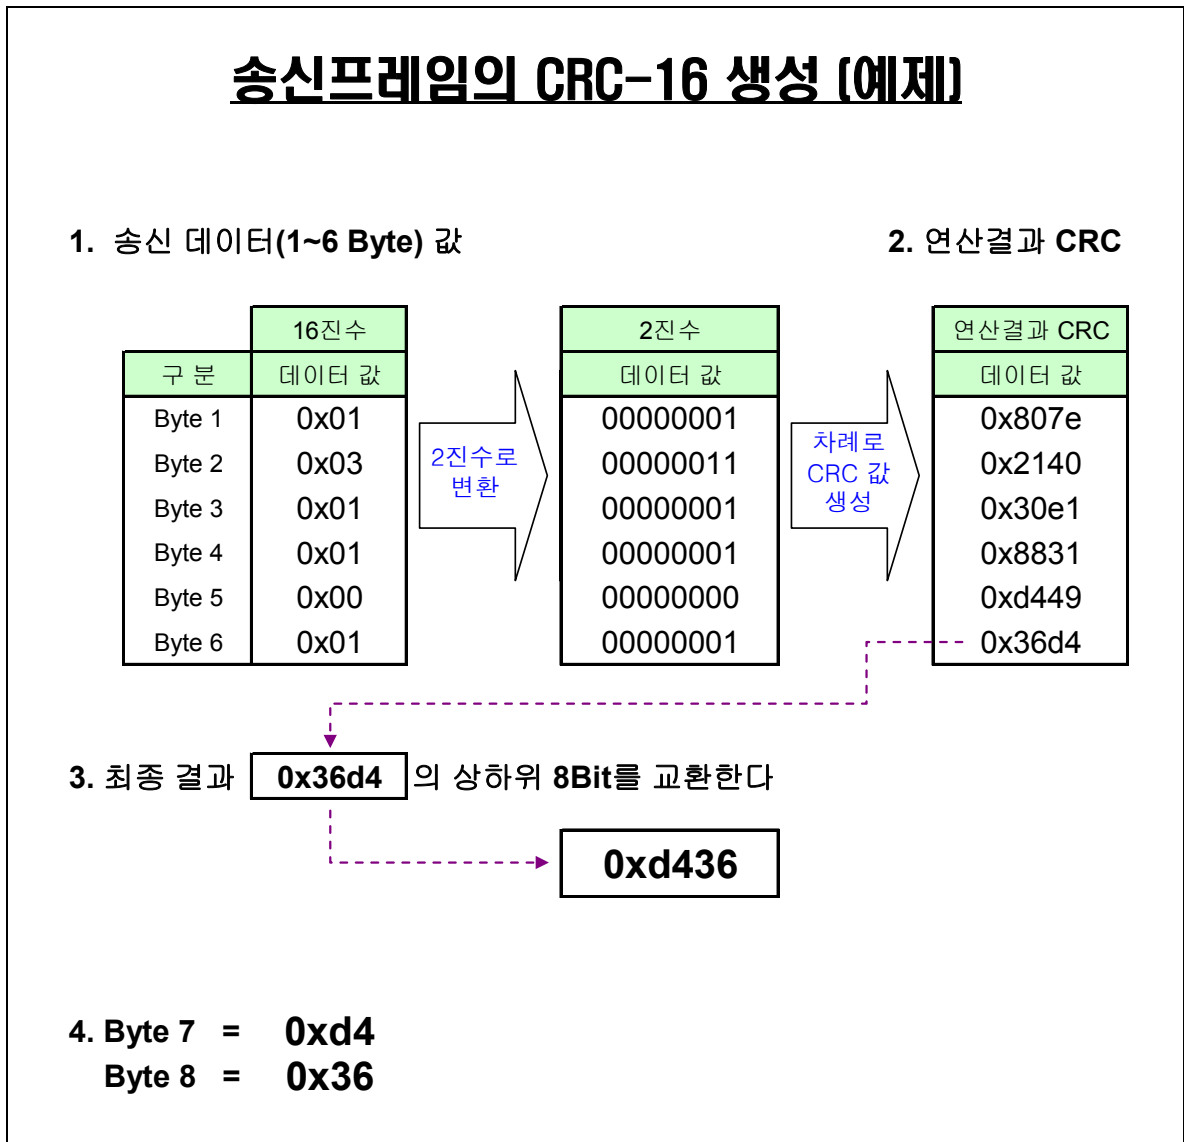 송신프레임의 CRC-16 생성 (예제)
1. 송신 데이터(1~6 Byte) 값
2. 연산결과 CRC
16진수
2진수
연산결과 CRC
구 분
데이터 값
데이터 값
데이터 값
Byte 1
0x01
00000001
0x807e
Byte 2
0x03
00000011
0x2140
Byte 3
0x01
00000001
0x30e1
Byte 4
0x01
00000001
0x8831
Byte 5
0x00
00000000
0xd449
Byte 6
0x01
00000001
0x36d4
2진수로
변환
차례로
CRC 값
생성
3. 최종 결과 0x36d4 의 상하위 8Bit를 교환한다
0xd436
4. Byte 7 = 0xd4
Byte 8 = 0x36